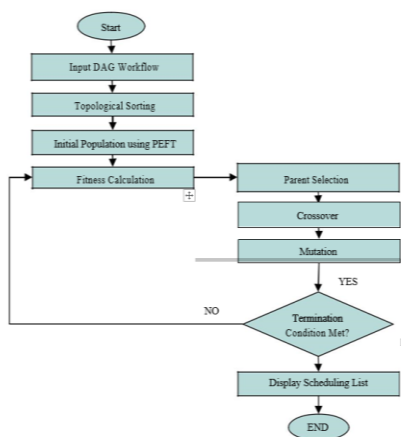 Start
Input DAG Workflow
Topological Sorting
Initial Population using PEFT
Fitness Calculation
Parent Selection
Crossover
Mutation
YES
NO
Termination
Condition Met?
Display Scheduling List
END